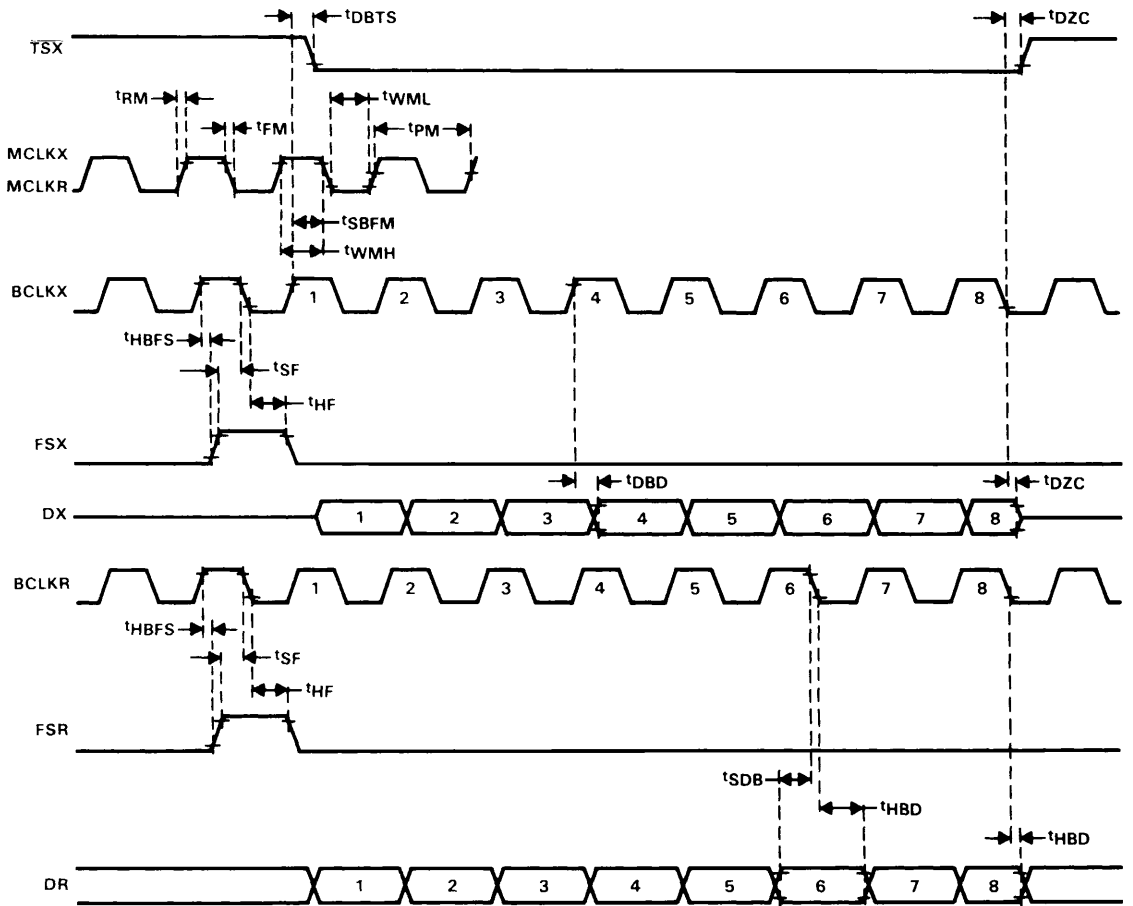 tDBTS
tDZC
T̅S̅X̅
tRM
tFM
tWML
tPM
MCLKX
MCLKR
tSBFM
tWMH
BCLKX 1 2 3 4 5 6 7 8
tHBFS
tSF
tHF
FSX
tDBD
tDZC
DX 1 2 3 4 5 6 7 8
BCLKR 1 2 3 4 5 6 7 8
tHBFS
tSF
tHF
FSR
tSDB
tHBD
tHBD
DR 1 2 3 4 5 6 7 8